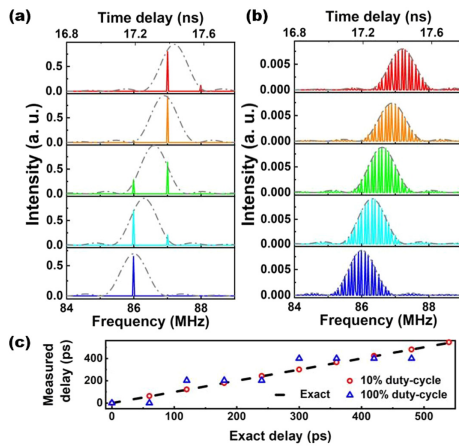 (a)
Time delay (ns)
16.8 17.2 17.6
0.5
0.0
0.5
0.0
0.5
0.0
0.5
0.0
0.5
0.0
Intensity (a. u.)
84 86 88
Frequency (MHz)
(b)
Time delay (ns)
16.8 17.2 17.6
0.005
0.000
0.005
0.000
0.005
0.000
0.005
0.000
0.005
0.000
Intensity (a. u.)
84 86 88
Frequency (MHz)
(c)
Measured
delay (ps)
400
200
0
10% duty-cycle
Exact 100% duty-cycle
0 100 200 300 400 500
Exact delay (ps)